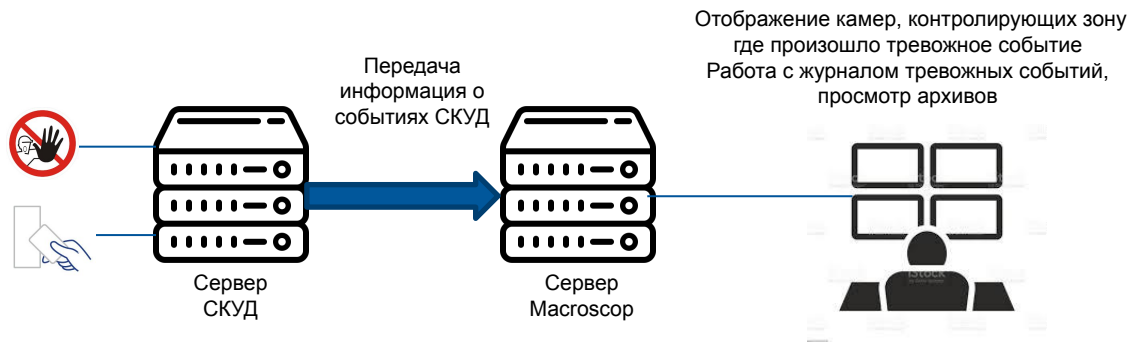 Отображение камер, контролирующих зону
где произошло тревожное событие
Работа с журналом тревожных событий,
просмотр архивов
Передача
информация о
событиях СКУД
Сервер
СКУД
Сервер
Macroscop
iStock